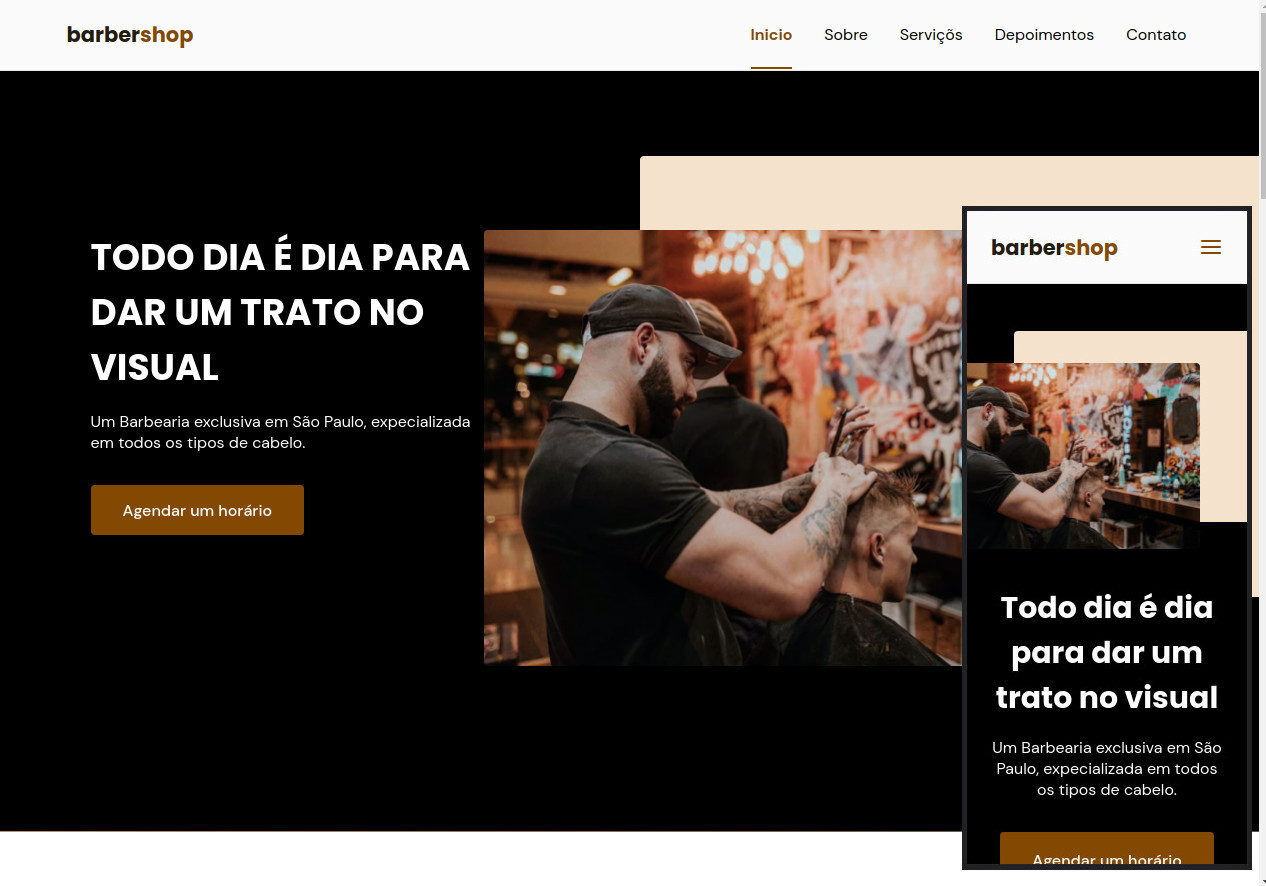 barbershop
Inicio Sobre Serviçõs Depoimentos Contato
TODO DIA É DIA PARA
DAR UM TRATO NO
VISUAL
Um Barbearia exclusiva em São Paulo, expecializada
em todos os tipos de cabelo.
Agendar um horário
barbershop
Todo dia é dia
para dar um
trato no visual
Um Barbearia exclusiva em São
Paulo, expecializada em todos
os tipos de cabelo.
Agendar um horário